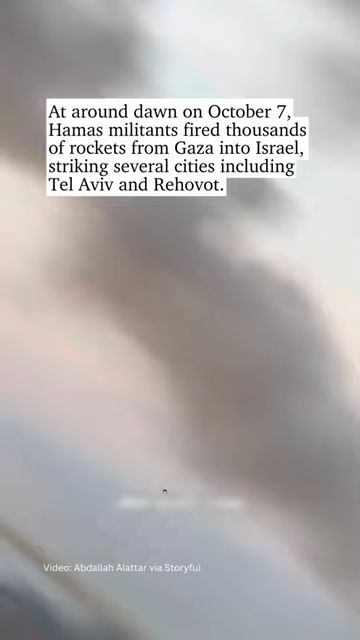 At around dawn on October 7,
Hamas militants fired thousands
of rockets from Gaza into Israel,
striking several cities including
Tel Aviv and Rehovot.
Video: Abdallah Alattar via Storyful